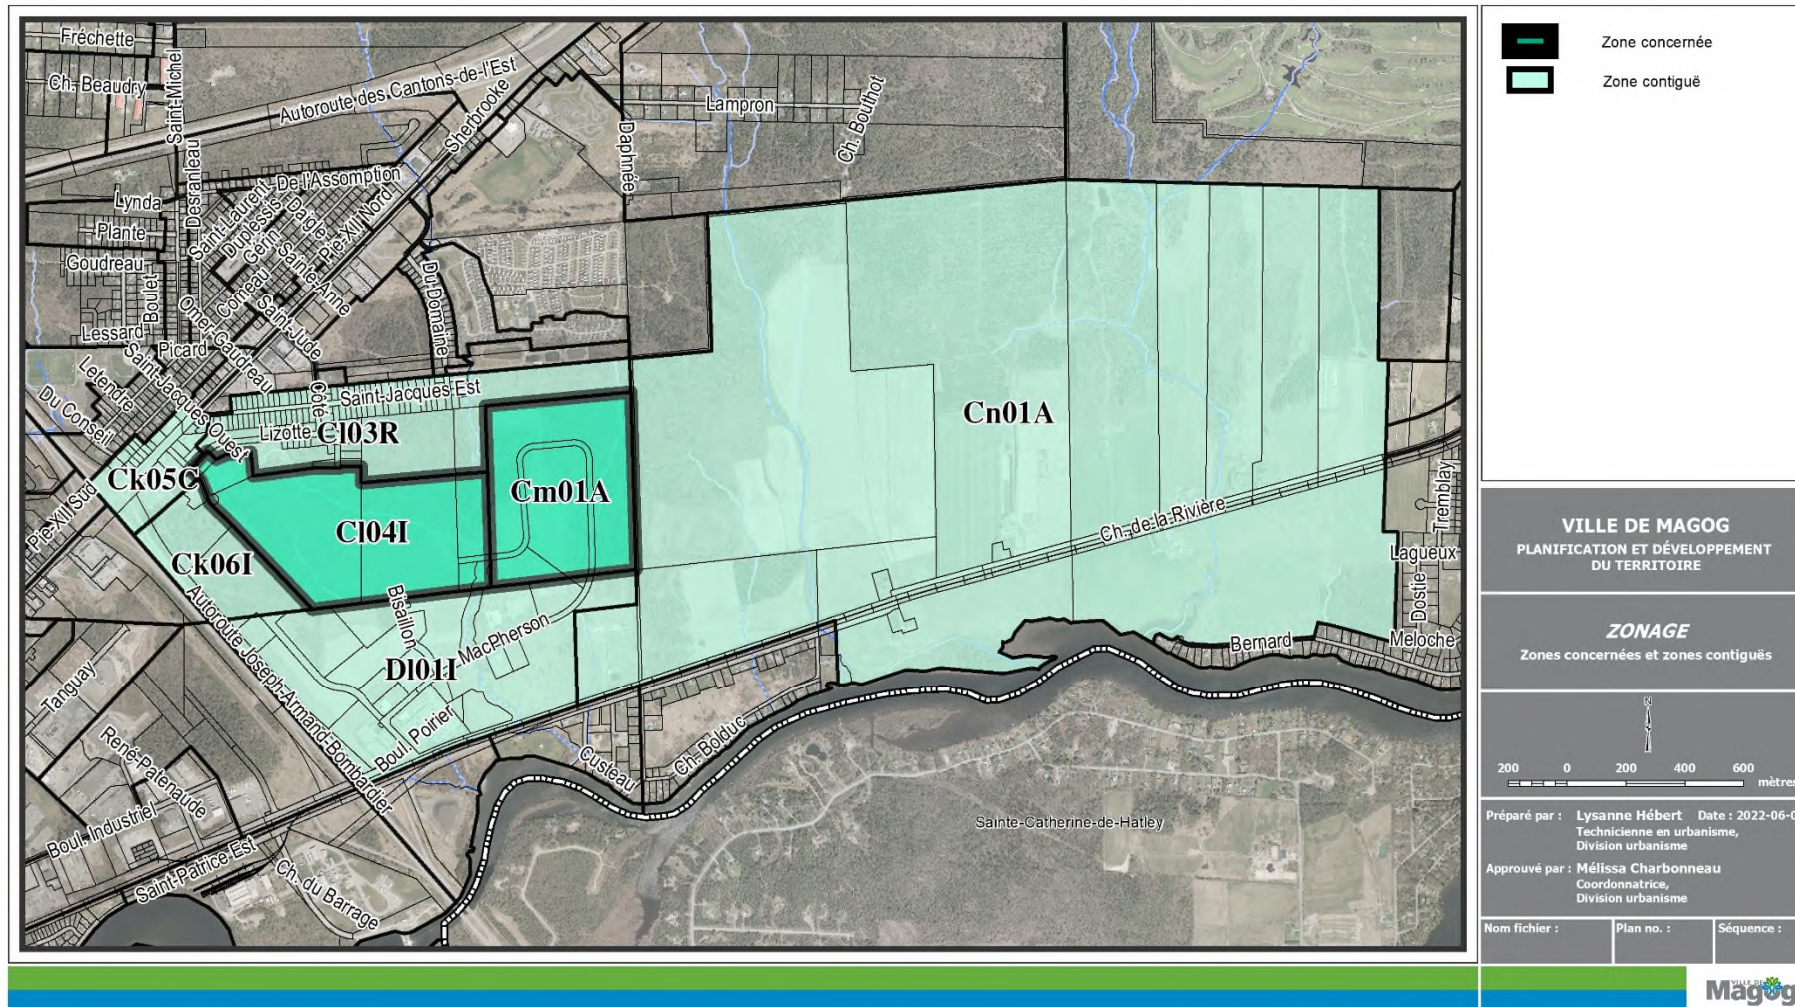 Fréchette
Ch. Beaudry
Saint-Michel
Autoroute des Cantons-de-l'Est
Sherbrooke
Lampron
Ch. Bouthot
Daphnée
Desranleau
De l'Assomption
Lynda
Saint-Laurent
Duplessis
Daigle
Pie-XII Nord
Plante
Gérin
Sainte-Anne
Goudreau
Boulet
Comeau
Saint-Jude
Omer-Gaudreau
Du Domaine
Lessard
Picard
Letendre
Saint-Jacques Ouest
Du Conseil
Côté
Saint-Jacques Est
Lizotte
Cl03R
Cn01A
Ck05C
Cm01A
Pie-XII Sud
Cl04I
Ck06I
Ch. de la Rivière
Tremblay
Lagueux
Dostie
Bisaillon
MacPherson
Dl01I
Bernard
Meloche
Autoroute Joseph-Armand-Bombardier
Tanguay
Boul. Poirier
René-Patenaude
Custeau
Ch. Bolduc
Boul. Industriel
Saint-Patrice Est
Ch. du Barrage
Sainte-Catherine-de-Hatley
Zone concernée
Zone contiguë
VILLE DE MAGOG
PLANIFICATION ET DÉVELOPPEMENT
DU TERRITOIRE
ZONAGE
Zones concernées et zones contiguës
N
200 0 200 400 600
mètres
Préparé par : Lysanne Hébert Date : 2022-06-0
Technicienne en urbanisme,
Division urbanisme
Approuvé par : Mélissa Charbonneau
Coordonnatrice,
Division urbanisme
Nom fichier : Plan no. : Séquence :
VILLE DE
Magog